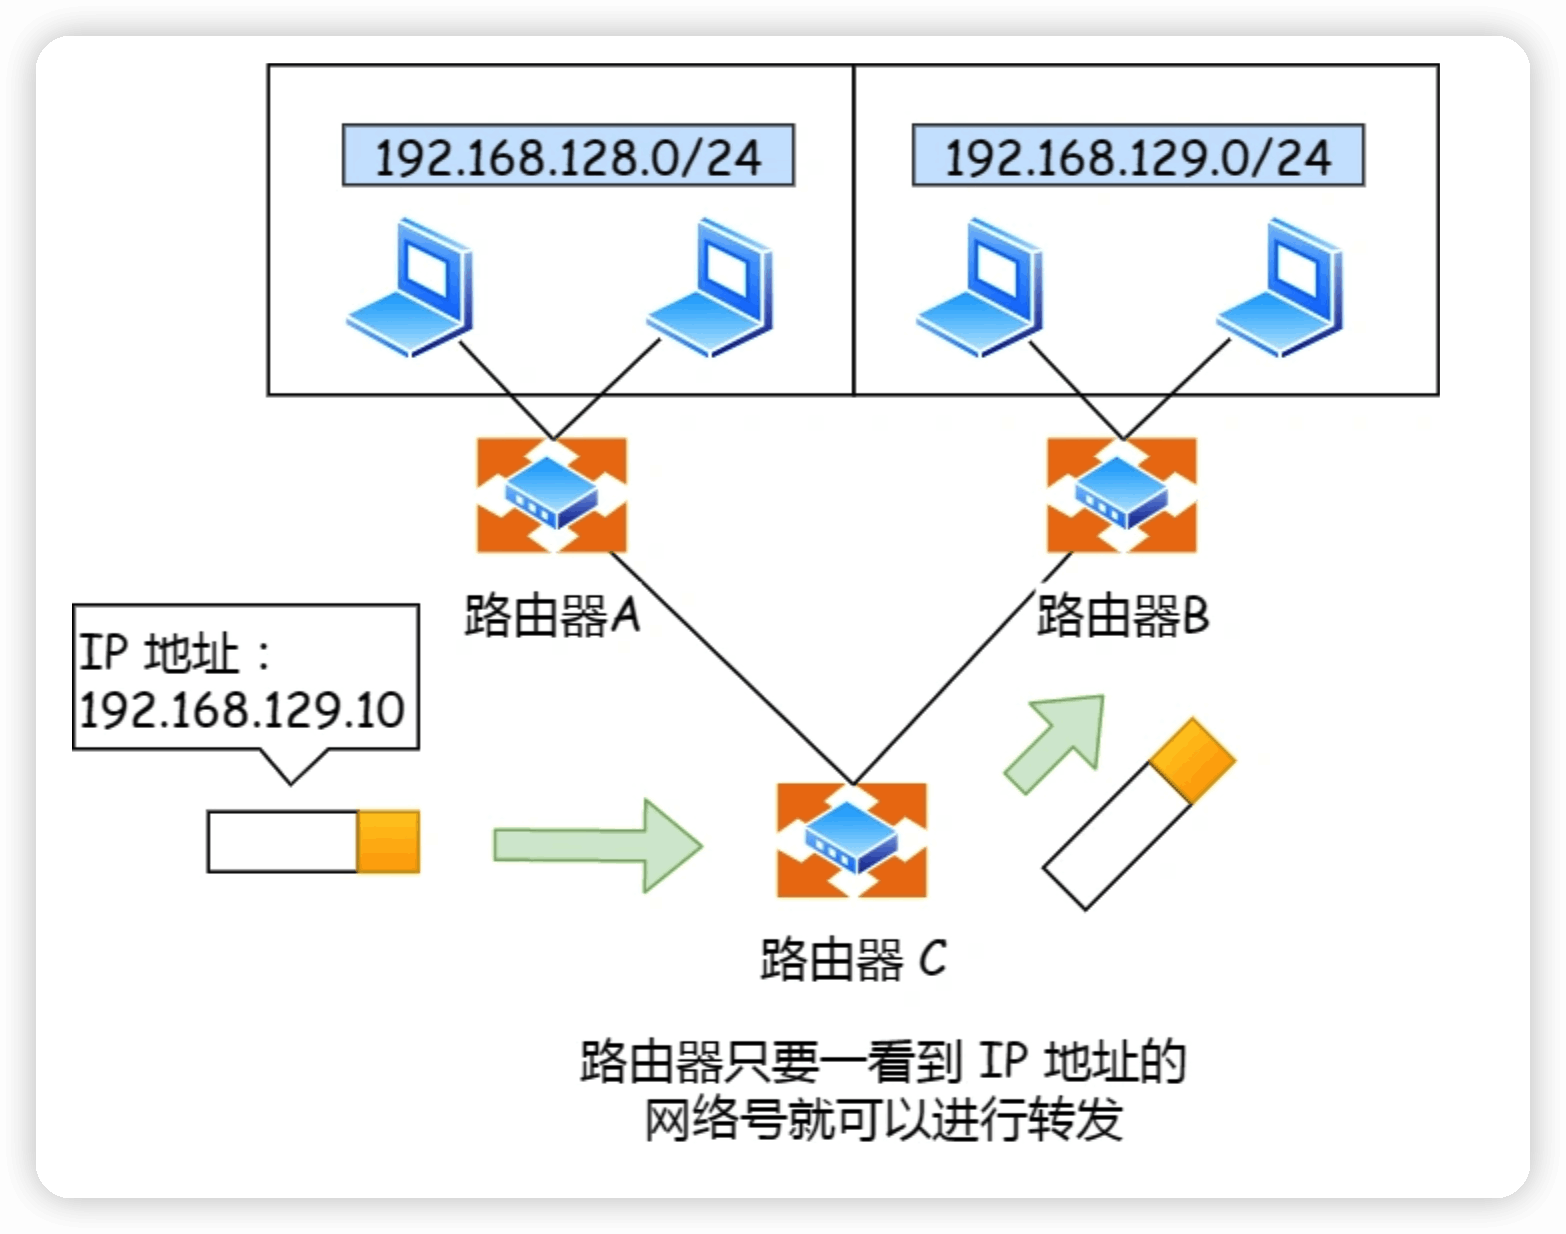 192.168.128.0/24
192.168.129.0/24
路由器A
路由器B
IP 地址：
192.168.129.10
路由器 C
路由器只要一看到 IP 地址的
网络号就可以进行转发